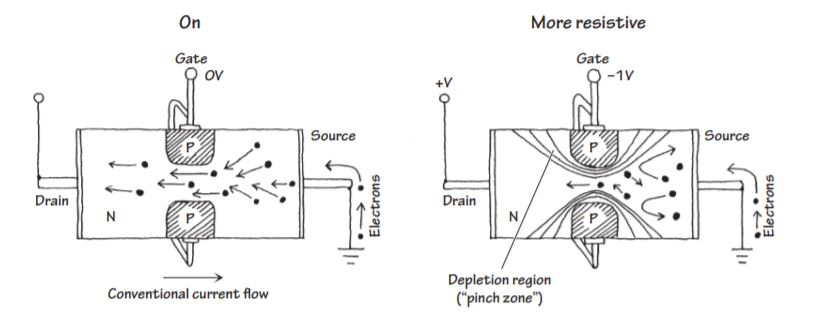 On
Gate
0V
P
Source
Drain
N
P
Electrons
Conventional current flow
More resistive
Gate
-1V
+V
P
Source
Drain
N
P
Electrons
Depletion region
("pinch zone")